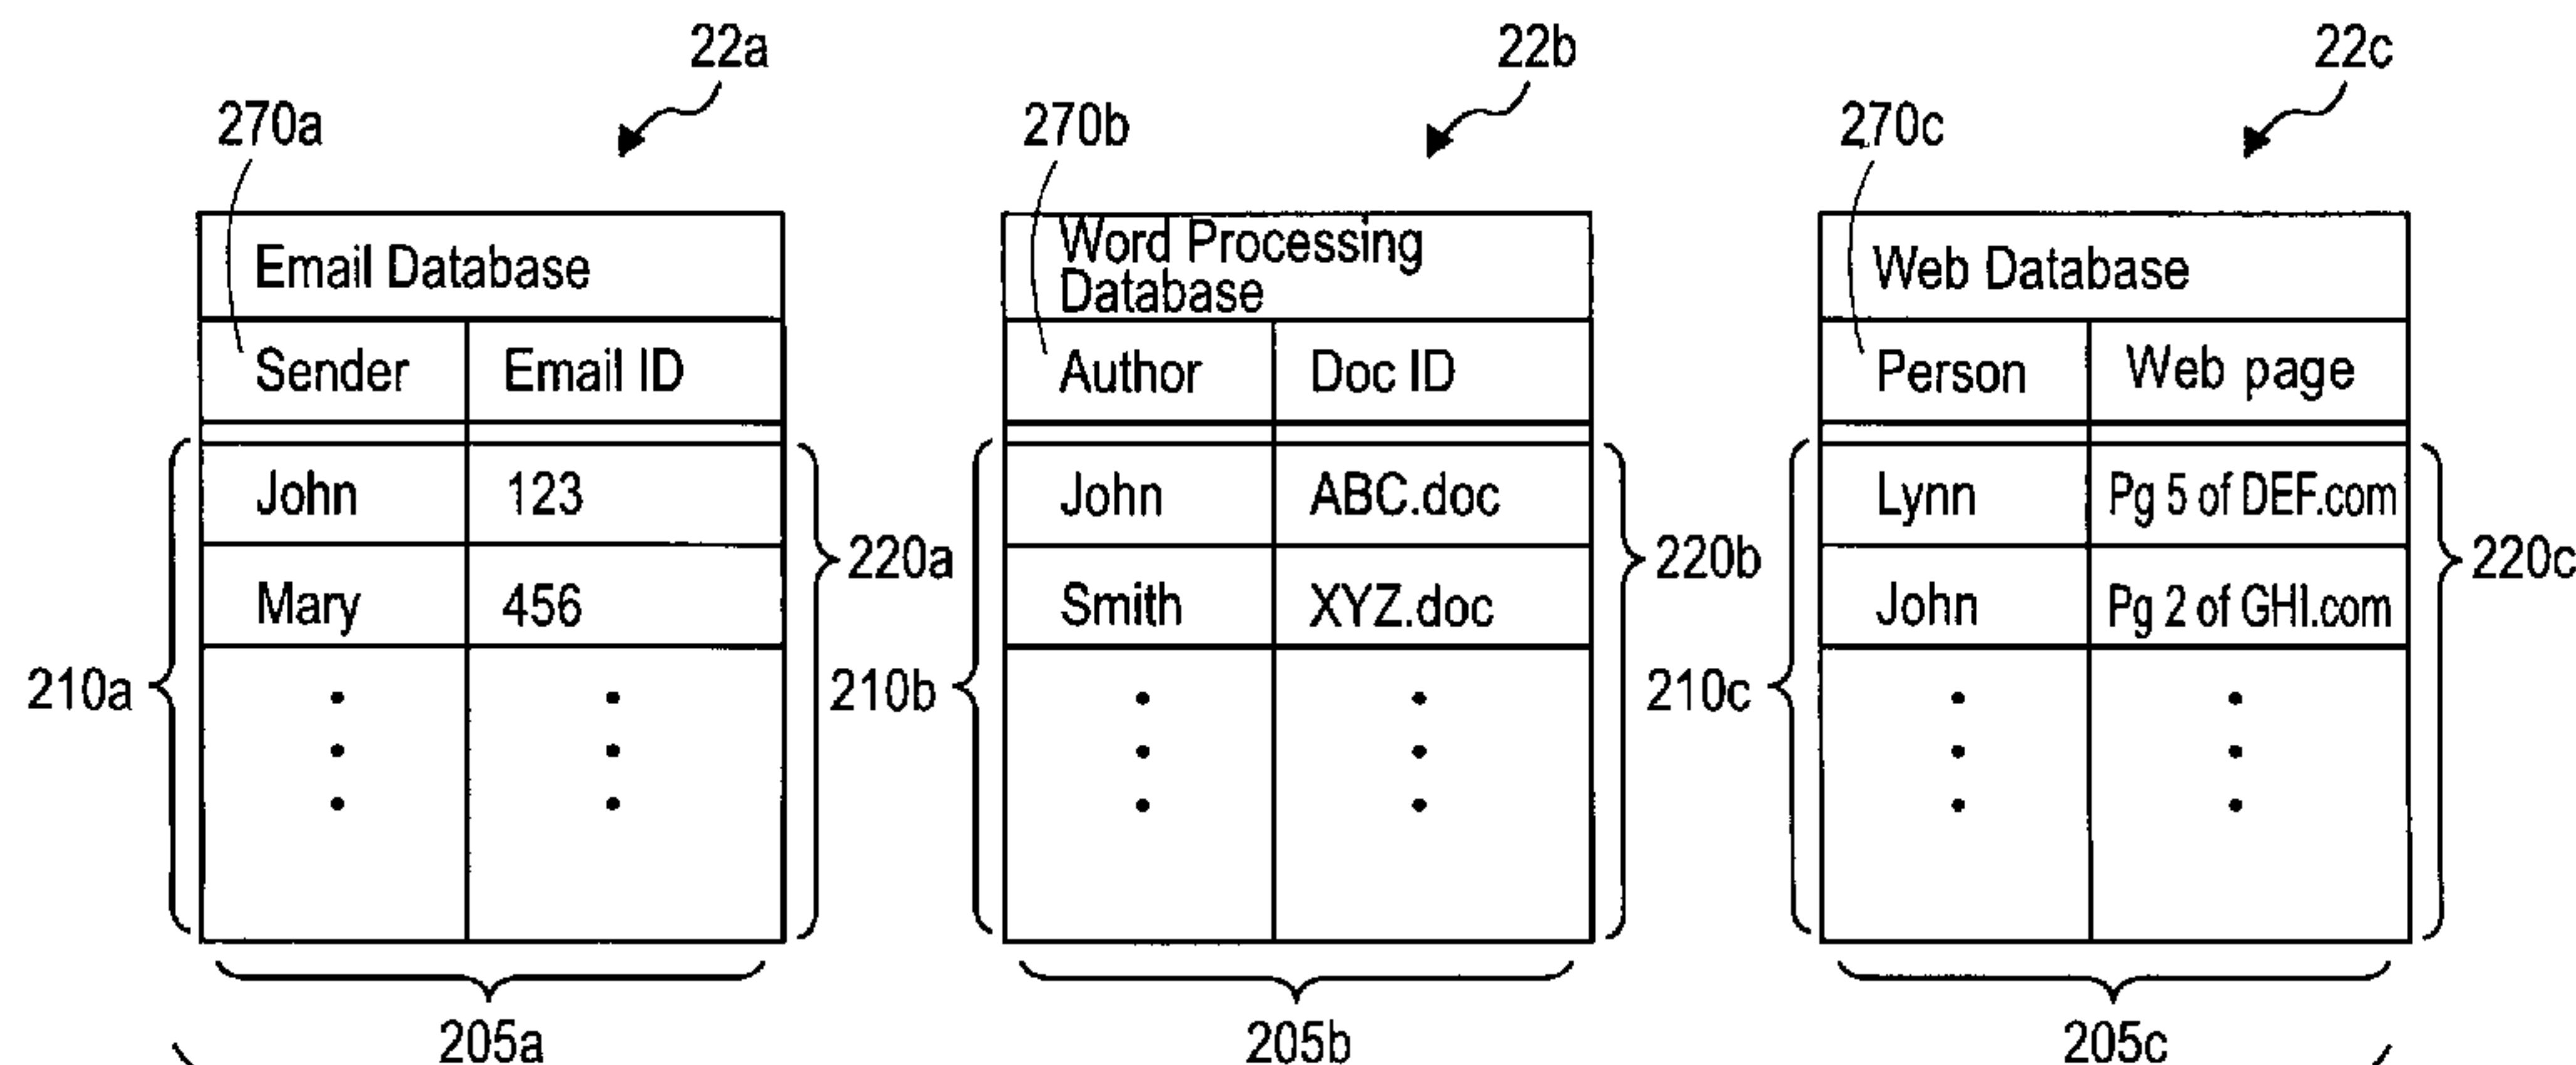 22a 22b 22c
270a 270b 270c
Email Database
Sender Email ID
John 123
Mary 456
210a 220a
205a
Word Processing
Database
Author Doc ID
John ABC.doc
Smith XYZ.doc
210b 220b
205b
Web Database
Person Web page
Lynn Pg 5 of DEF.com
John Pg 2 of GHI.com
210c 220c
205c